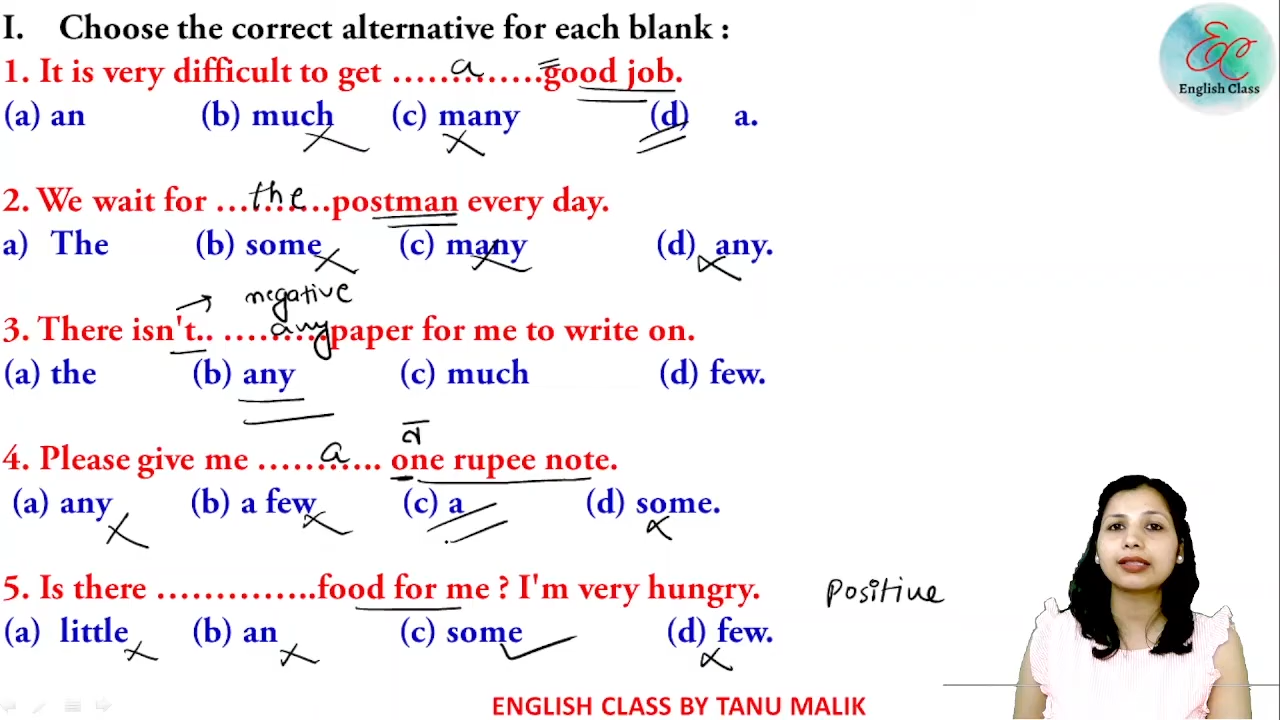 I. Choose the correct alternative for each blank :
1. It is very difficult to get ......a......good job.
(a) an (b) much (c) many (d) a.
English Class
2. We wait for ...the...postman every day.
a) The (b) some (c) many (d) any.
negative
3. There isn't.. ...any...paper for me to write on.
(a) the (b) any (c) much (d) few.
व
4. Please give me ......a...... one rupee note.
(a) any (b) a few (c) a (d) some.
5. Is there ..............food for me ? I'm very hungry.
positive
(a) little (b) an (c) some (d) few.
ENGLISH CLASS BY TANU MALIK